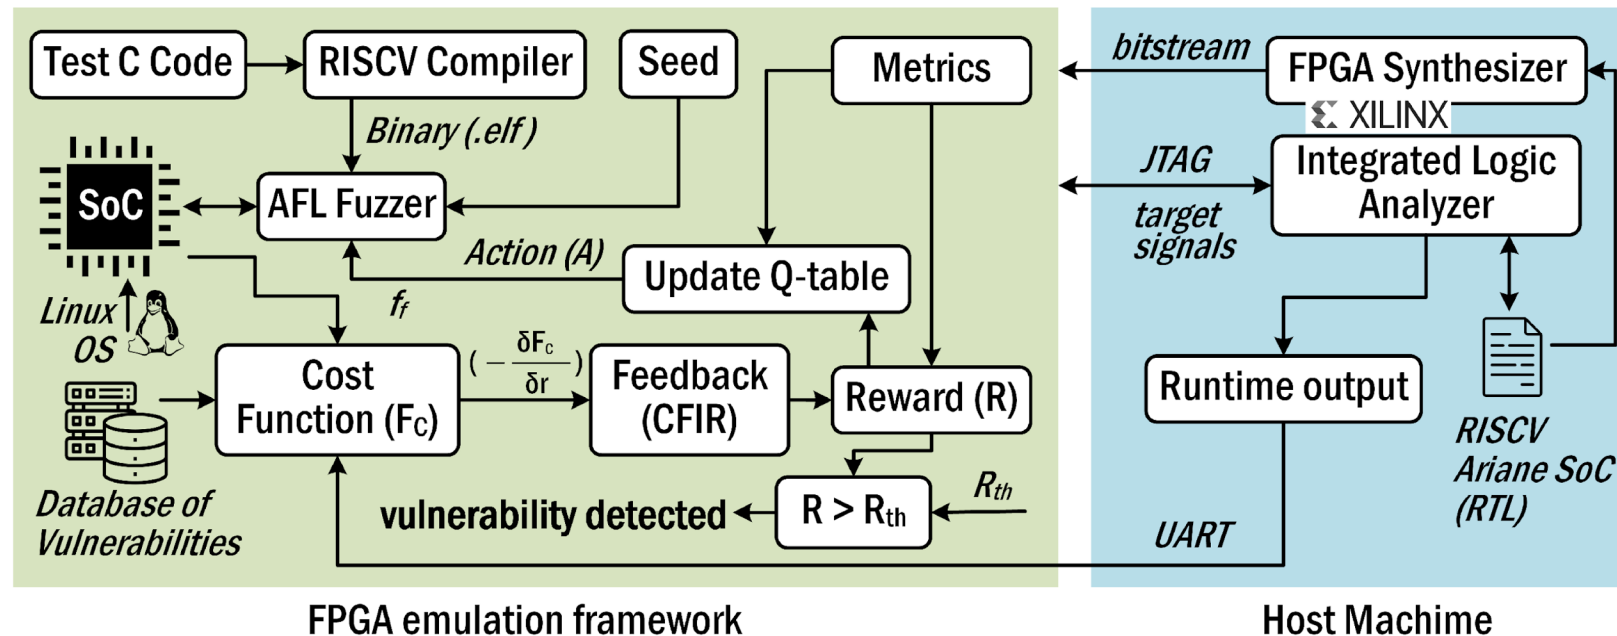 Test C Code
RISCV Compiler
Seed
Metrics
bitstream
FPGA Synthesizer
XILINX
Binary (.elf)
JTAG
Integrated Logic
Analyzer
SoC
AFL Fuzzer
target
signals
Action (A)
Update Q-table
Linux
OS
f_f
Cost
Function (F_C)
(− δF_c/δr)
Feedback
(CFIR)
Reward (R)
Runtime output
RISCV
Ariane SoC
(RTL)
Database of
Vulnerabilities
vulnerability detected
R > R_th
R_th
UART
FPGA emulation framework
Host Machime